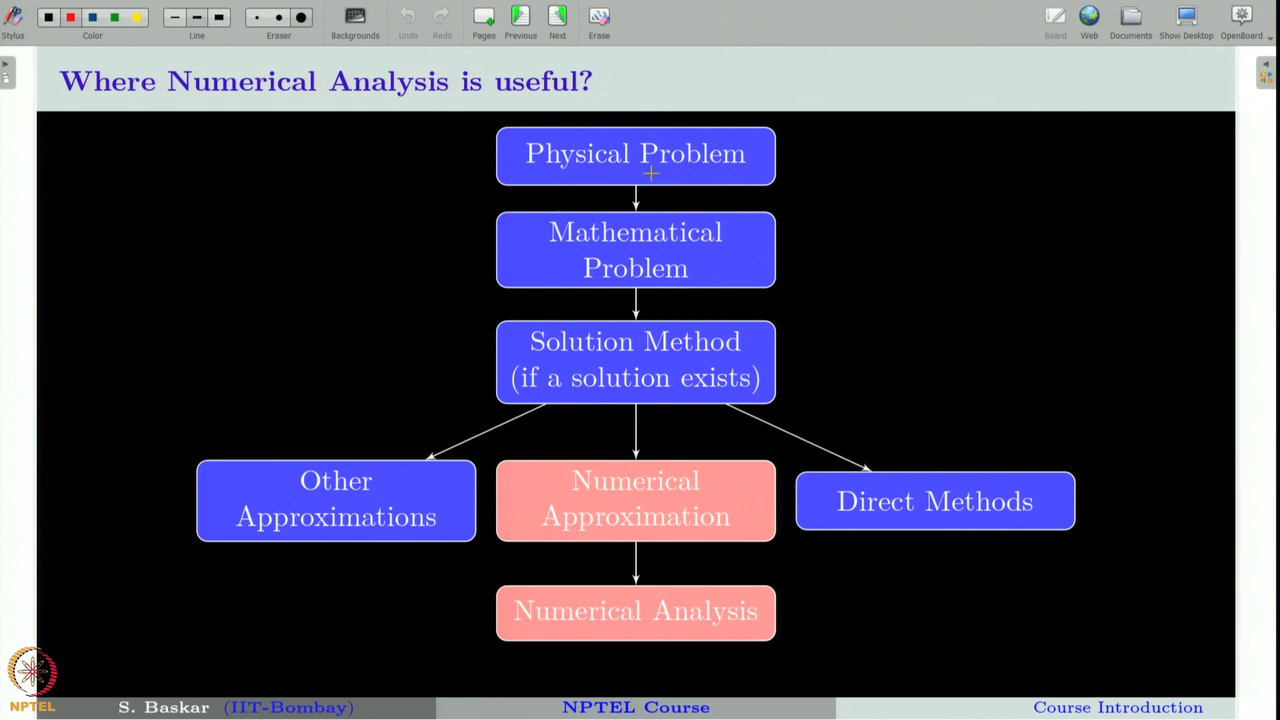 Stylus
Color
Line
Eraser
Backgrounds
Undo
Redo
Pages
Previous
Next
Erase
Board
Web
Documents
Show Desktop
OpenBoard
Where Numerical Analysis is useful?
Physical Problem
Mathematical
Problem
Solution Method
(if a solution exists)
Other
Approximations
Numerical
Approximation
Direct Methods
Numerical Analysis
NPTEL
S. Baskar (IIT-Bombay)
NPTEL Course
Course Introduction